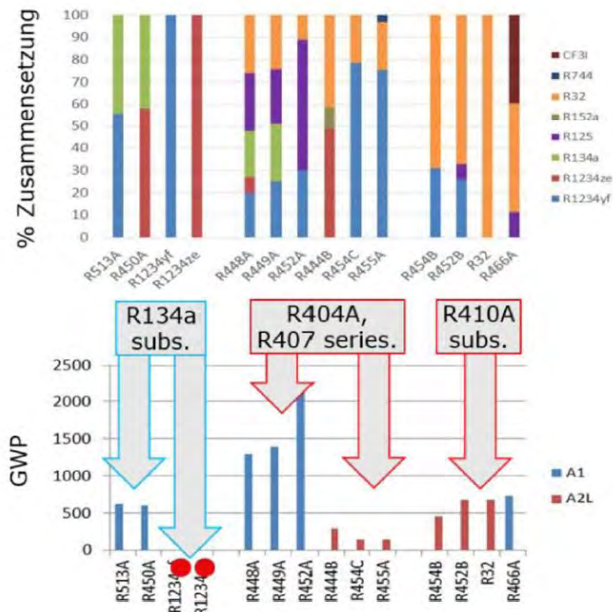 % Zusammensetzung
100
90
80
70
60
50
40
30
20
10
0
R513A
R450A
R1234yf
R1234ze
R448A
R449A
R452A
R444B
R454C
R455A
R454B
R452B
R32
R466A
CF3I
R744
R32
R152a
R125
R134a
R1234ze
R1234yf
R134a
subs.
R404A,
R407 series.
R410A
subs.
GWP
2500
2000
1500
1000
500
0
R513A
R450A
R1234
R1234
R448A
R449A
R452A
R444B
R454C
R455A
R454B
R452B
R32
R466A
A1
A2L